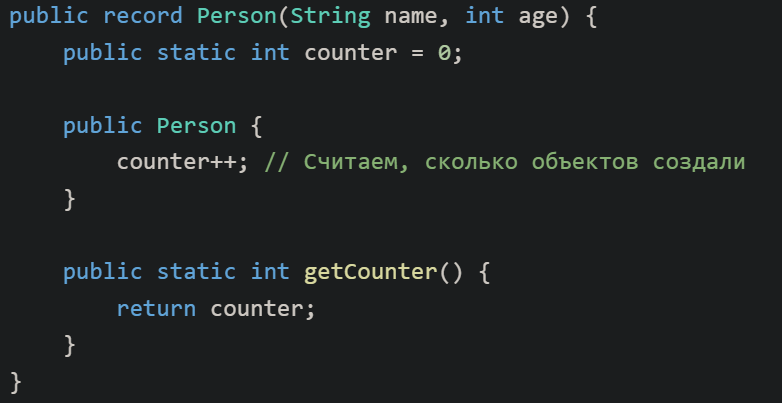 public record Person(String name, int age) {
    public static int counter = 0;
    public Person {
        counter++; // Считаем, сколько объектов создали
    }
    public static int getCounter() {
        return counter;
    }
}